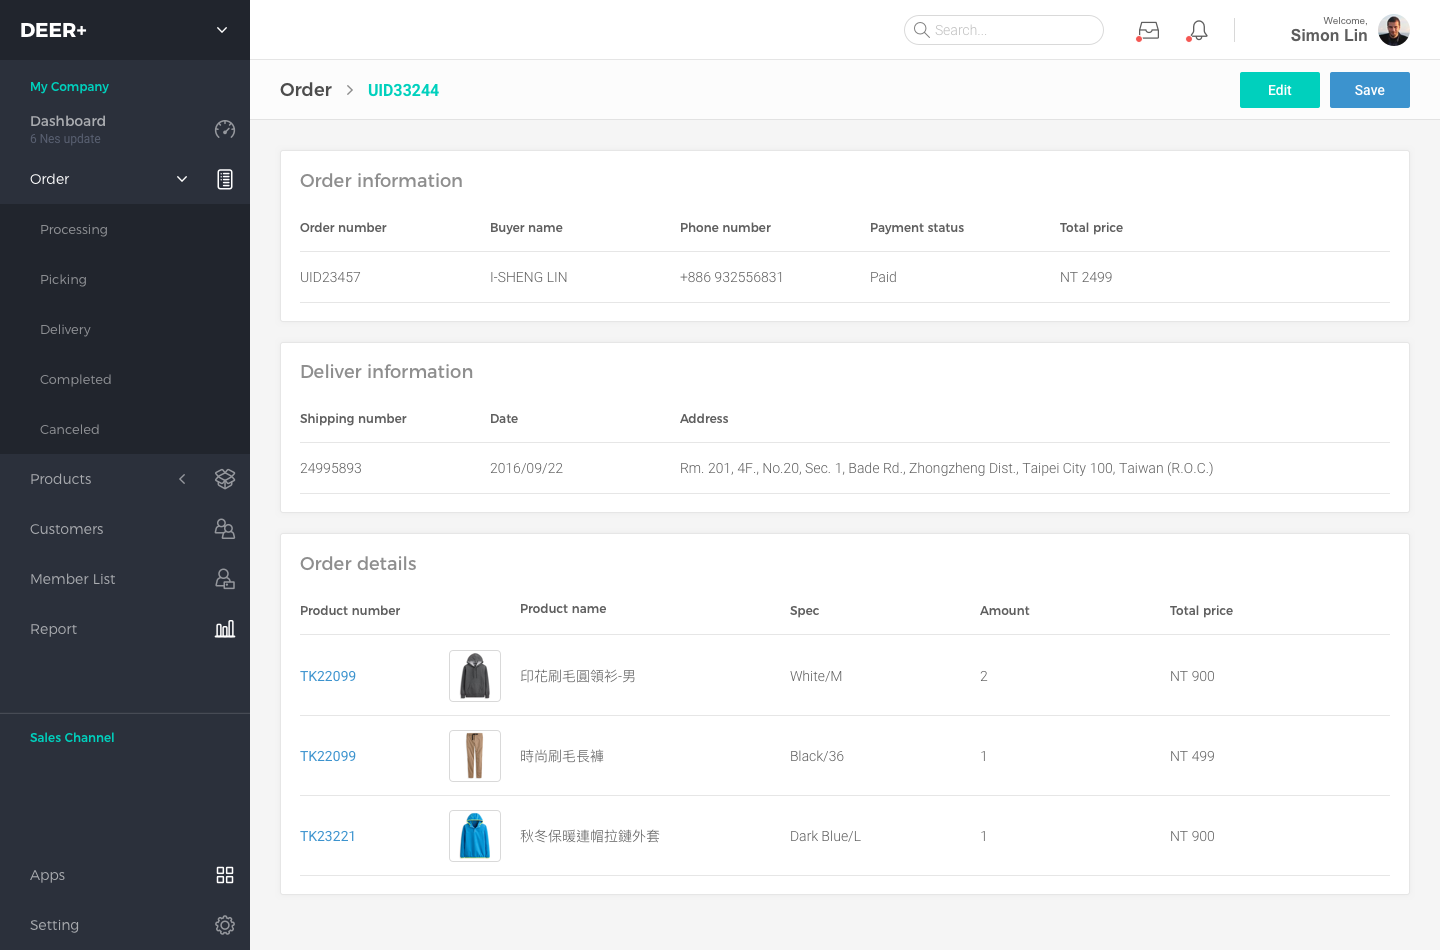 DEER+
Search...
Welcome,
Simon Lin
My Company
Dashboard
6 Nes update
Order
Processing
Picking
Delivery
Completed
Canceled
Products
Customers
Member List
Report
Sales Channel
Apps
Setting
Order > UID33244
Edit
Save
Order information
Order number Buyer name Phone number Payment status Total price
UID23457 I-SHENG LIN +886 932556831 Paid NT 2499
Deliver information
Shipping number Date Address
24995893 2016/09/22 Rm. 201, 4F., No.20, Sec. 1, Bade Rd., Zhongzheng Dist., Taipei City 100, Taiwan (R.O.C.)
Order details
Product number Product name Spec Amount Total price
TK22099 印花刷毛圓領衫-男 White/M 2 NT 900
TK22099 時尚刷毛長褲 Black/36 1 NT 499
TK23221 秋冬保暖連帽拉鏈外套 Dark Blue/L 1 NT 900